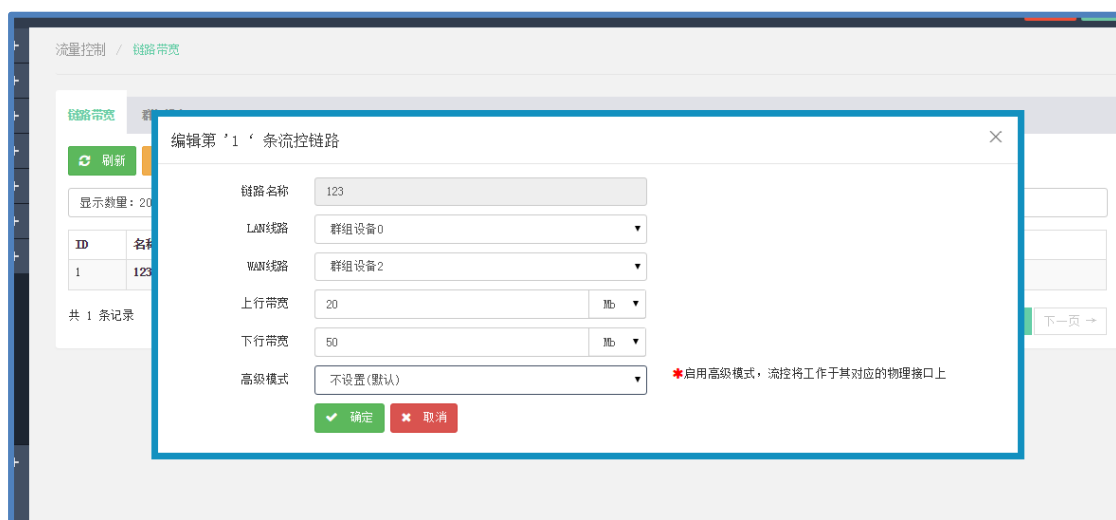 流量控制 / 链路带宽
链路带宽
编辑第 '1 ‘ 条流控链路 ×
刷新
链路名称 123
显示数量: 20
LAN线路 群组设备0
ID 名称
WAN线路 群组设备2
1 123
上行带宽 20 Mb
共 1 条记录
下一页 →
下行带宽 50 Mb
高级模式 不设置(默认) *启用高级模式，流控将工作于其对应的物理接口上
确定 取消